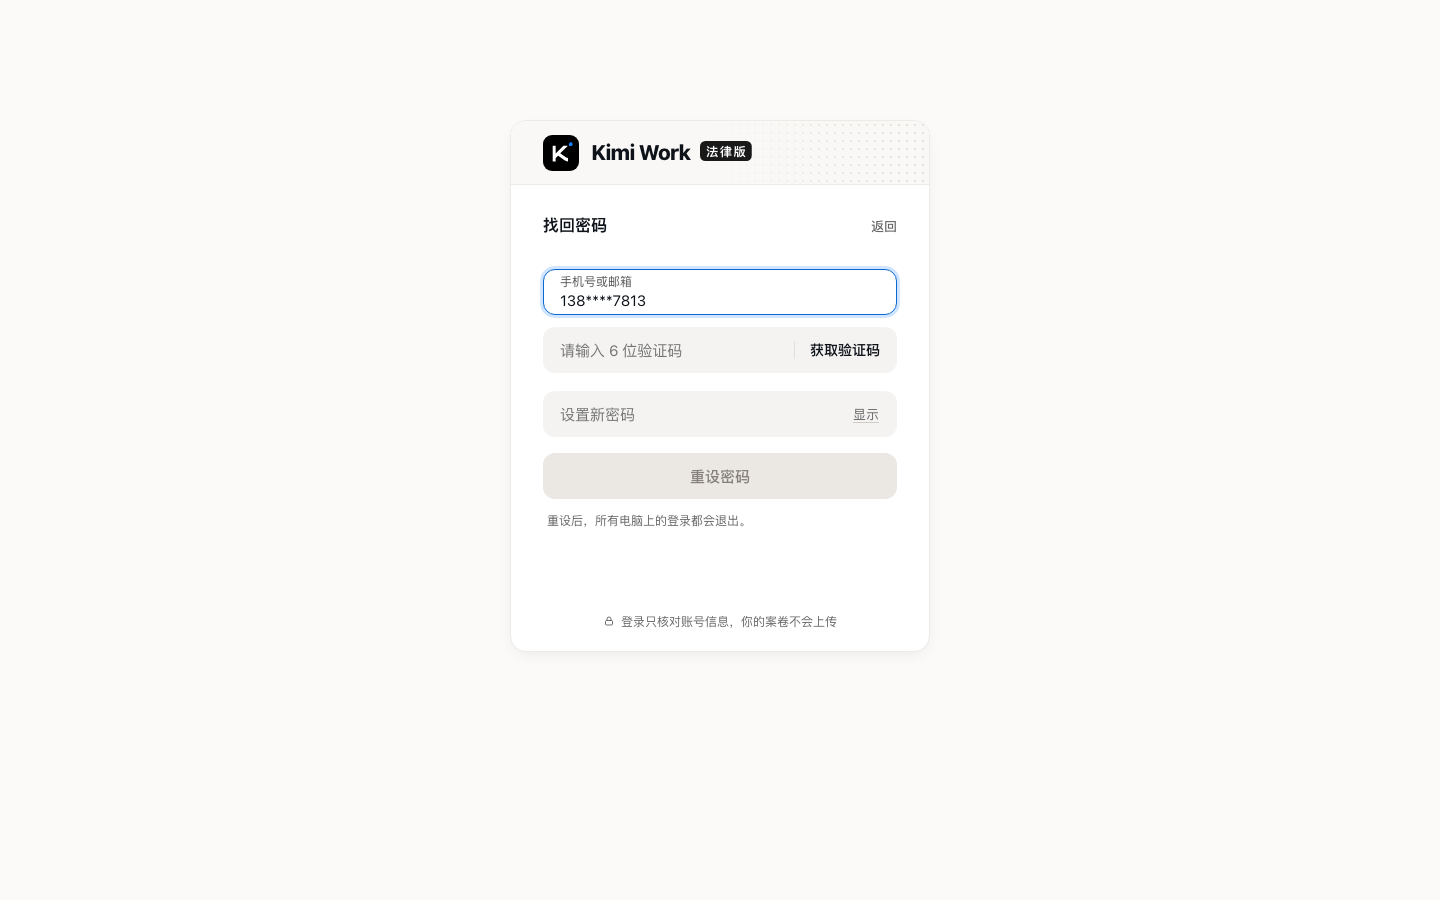 Kimi Work 法律版
找回密码 返回
手机号或邮箱
138****7813
请输入 6 位验证码 获取验证码
设置新密码 显示
重设密码
重设后，所有电脑上的登录都会退出。
登录只核对账号信息，你的案卷不会上传